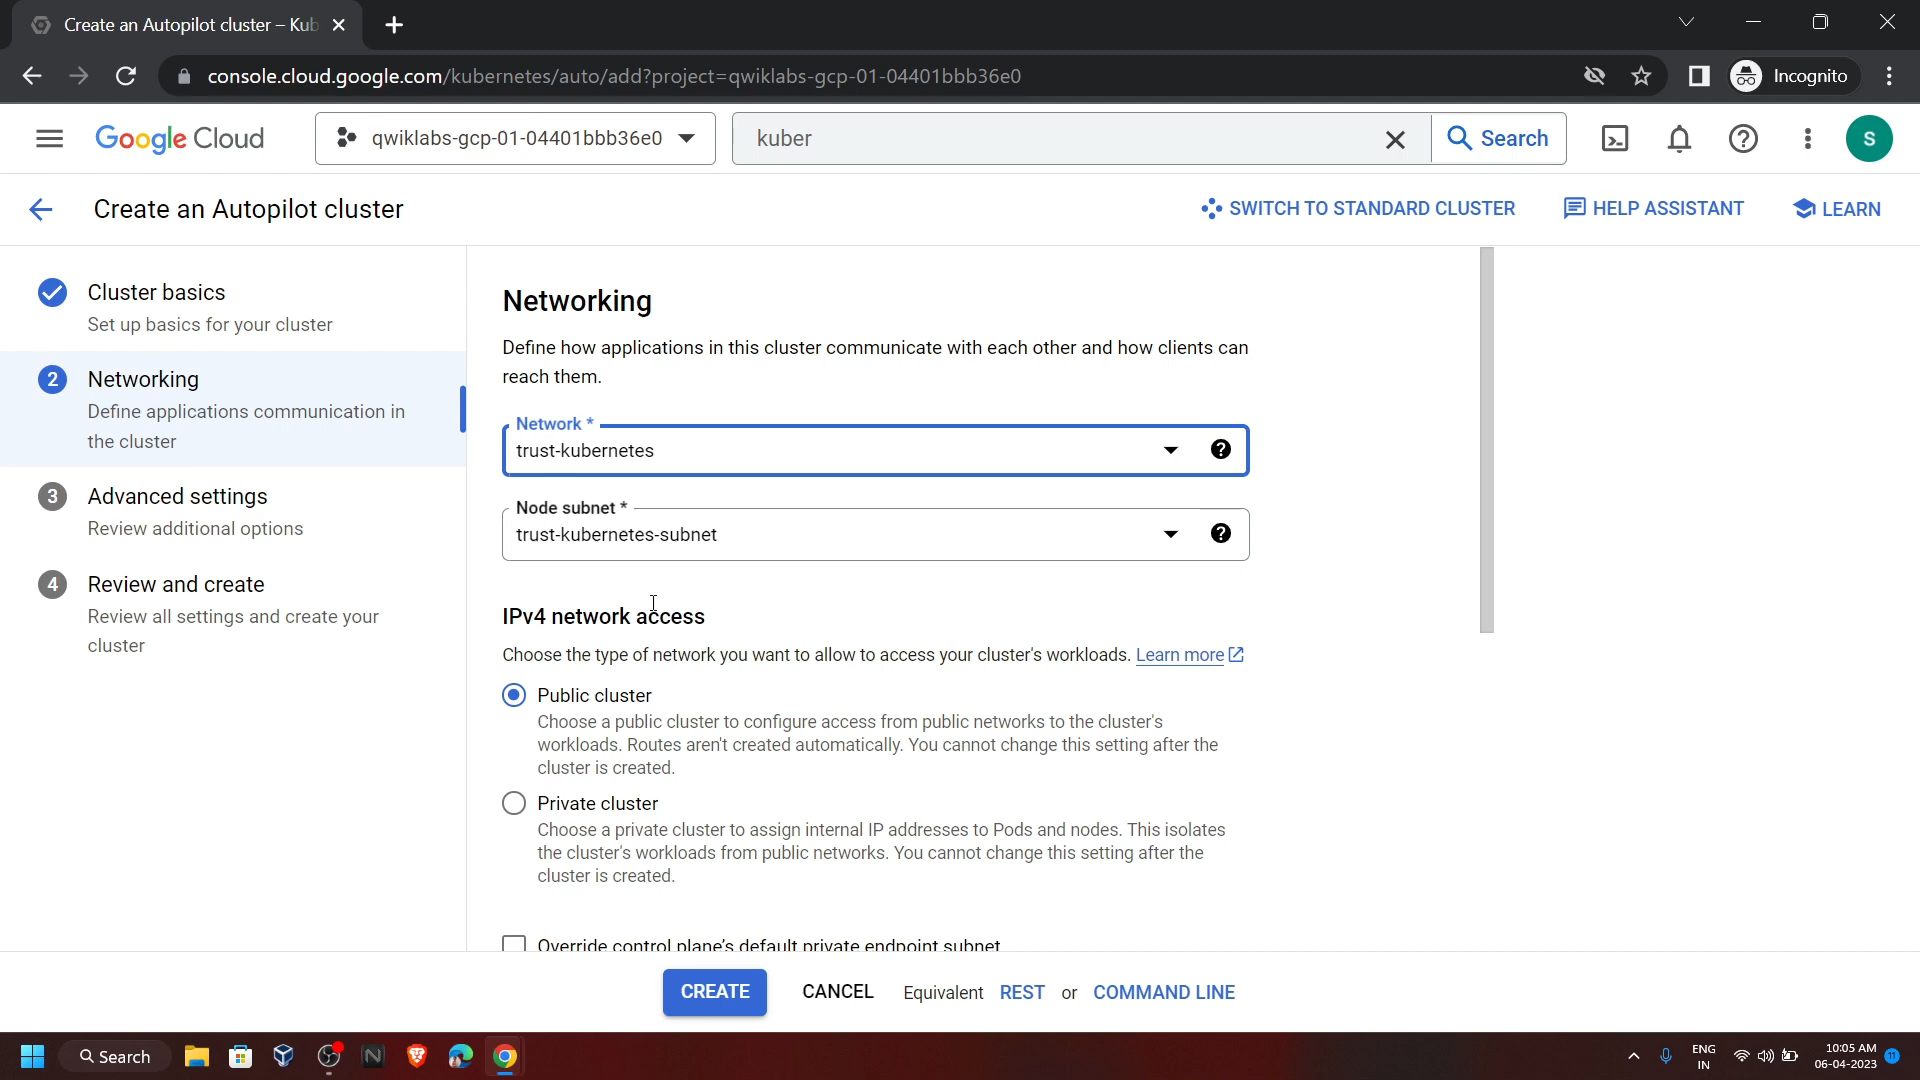 Create an Autopilot cluster – Kub
console.cloud.google.com/kubernetes/auto/add?project=qwiklabs-gcp-01-04401bbb36e0
Incognito
Google Cloud
qwiklabs-gcp-01-04401bbb36e0
kuber
Search
S
Create an Autopilot cluster
SWITCH TO STANDARD CLUSTER
HELP ASSISTANT
LEARN
Cluster basics
Set up basics for your cluster
2 Networking
Define applications communication in
the cluster
3 Advanced settings
Review additional options
4 Review and create
Review all settings and create your
cluster
Networking
Define how applications in this cluster communicate with each other and how clients can
reach them.
Network *
trust-kubernetes
Node subnet *
trust-kubernetes-subnet
IPv4 network access
Choose the type of network you want to allow to access your cluster's workloads. Learn more
Public cluster
Choose a public cluster to configure access from public networks to the cluster's
workloads. Routes aren't created automatically. You cannot change this setting after the
cluster is created.
Private cluster
Choose a private cluster to assign internal IP addresses to Pods and nodes. This isolates
the cluster's workloads from public networks. You cannot change this setting after the
cluster is created.
Override control plane's default private endpoint subnet
CREATE
CANCEL
Equivalent REST or COMMAND LINE
Search
ENG
IN
10:05 AM
06-04-2023
11